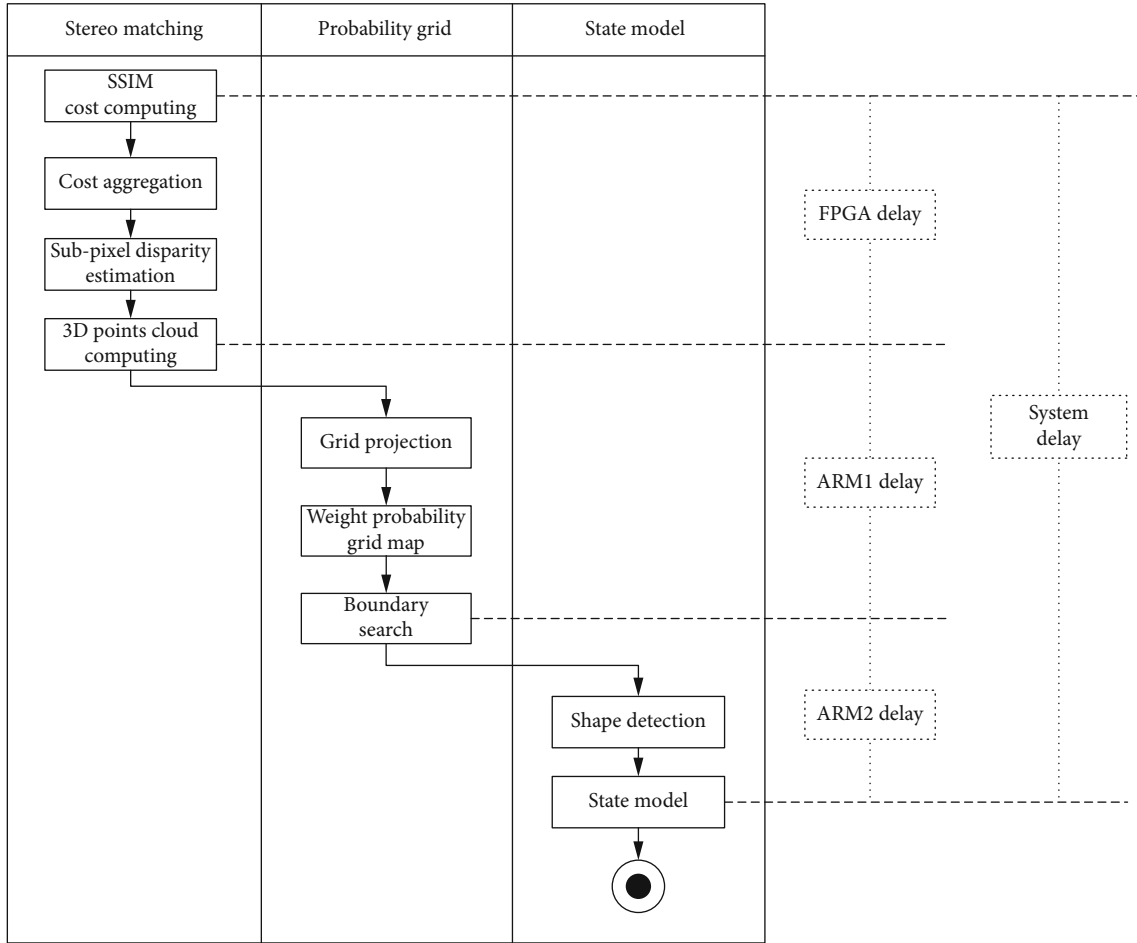 Stereo matching
Probability grid
State model
SSIM
cost computing
Cost aggregation
Sub-pixel disparity
estimation
3D points cloud
computing
Grid projection
Weight probability
grid map
Boundary
search
Shape detection
State model
FPGA delay
ARM1 delay
ARM2 delay
System
delay